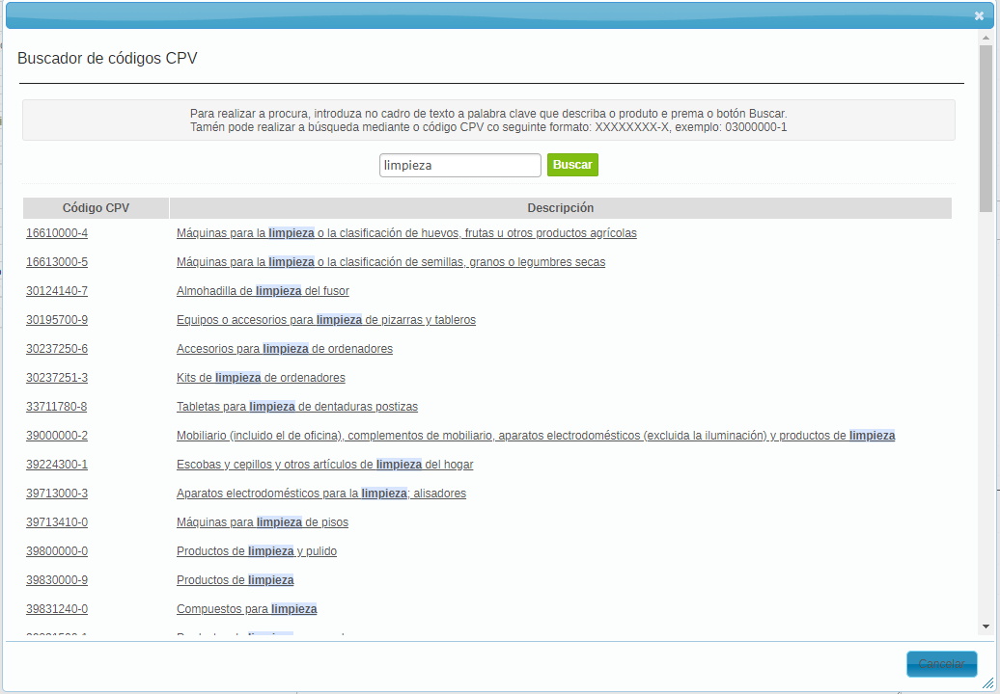 Buscador de códigos CPV
Para realizar a procura, introduza no cadro de texto a palabra clave que describa o produto e prema o botón Buscar.
Tamén pode realizar a búsqueda mediante o código CPV co seguinte formato: XXXXXXXX-X, exemplo: 03000000-1
limpieza Buscar
Código CPV Descripción
16610000-4 Máquinas para la limpieza o la clasificación de huevos, frutas u otros productos agrícolas
16613000-5 Máquinas para la limpieza o la clasificación de semillas, granos o legumbres secas
30124140-7 Almohadilla de limpieza del fusor
30195700-9 Equipos o accesorios para limpieza de pizarras y tableros
30237250-6 Accesorios para limpieza de ordenadores
30237251-3 Kits de limpieza de ordenadores
33711780-8 Tabletas para limpieza de dentaduras postizas
39000000-2 Mobiliario (incluido el de oficina), complementos de mobiliario, aparatos electrodomésticos (excluida la iluminación) y productos de limpieza
39224300-1 Escobas y cepillos y otros artículos de limpieza del hogar
39713000-3 Aparatos electrodomésticos para la limpieza; alisadores
39713410-0 Máquinas para limpieza de pisos
39800000-0 Productos de limpieza y pulido
39830000-9 Productos de limpieza
39831240-0 Compuestos para limpieza
Cancelar